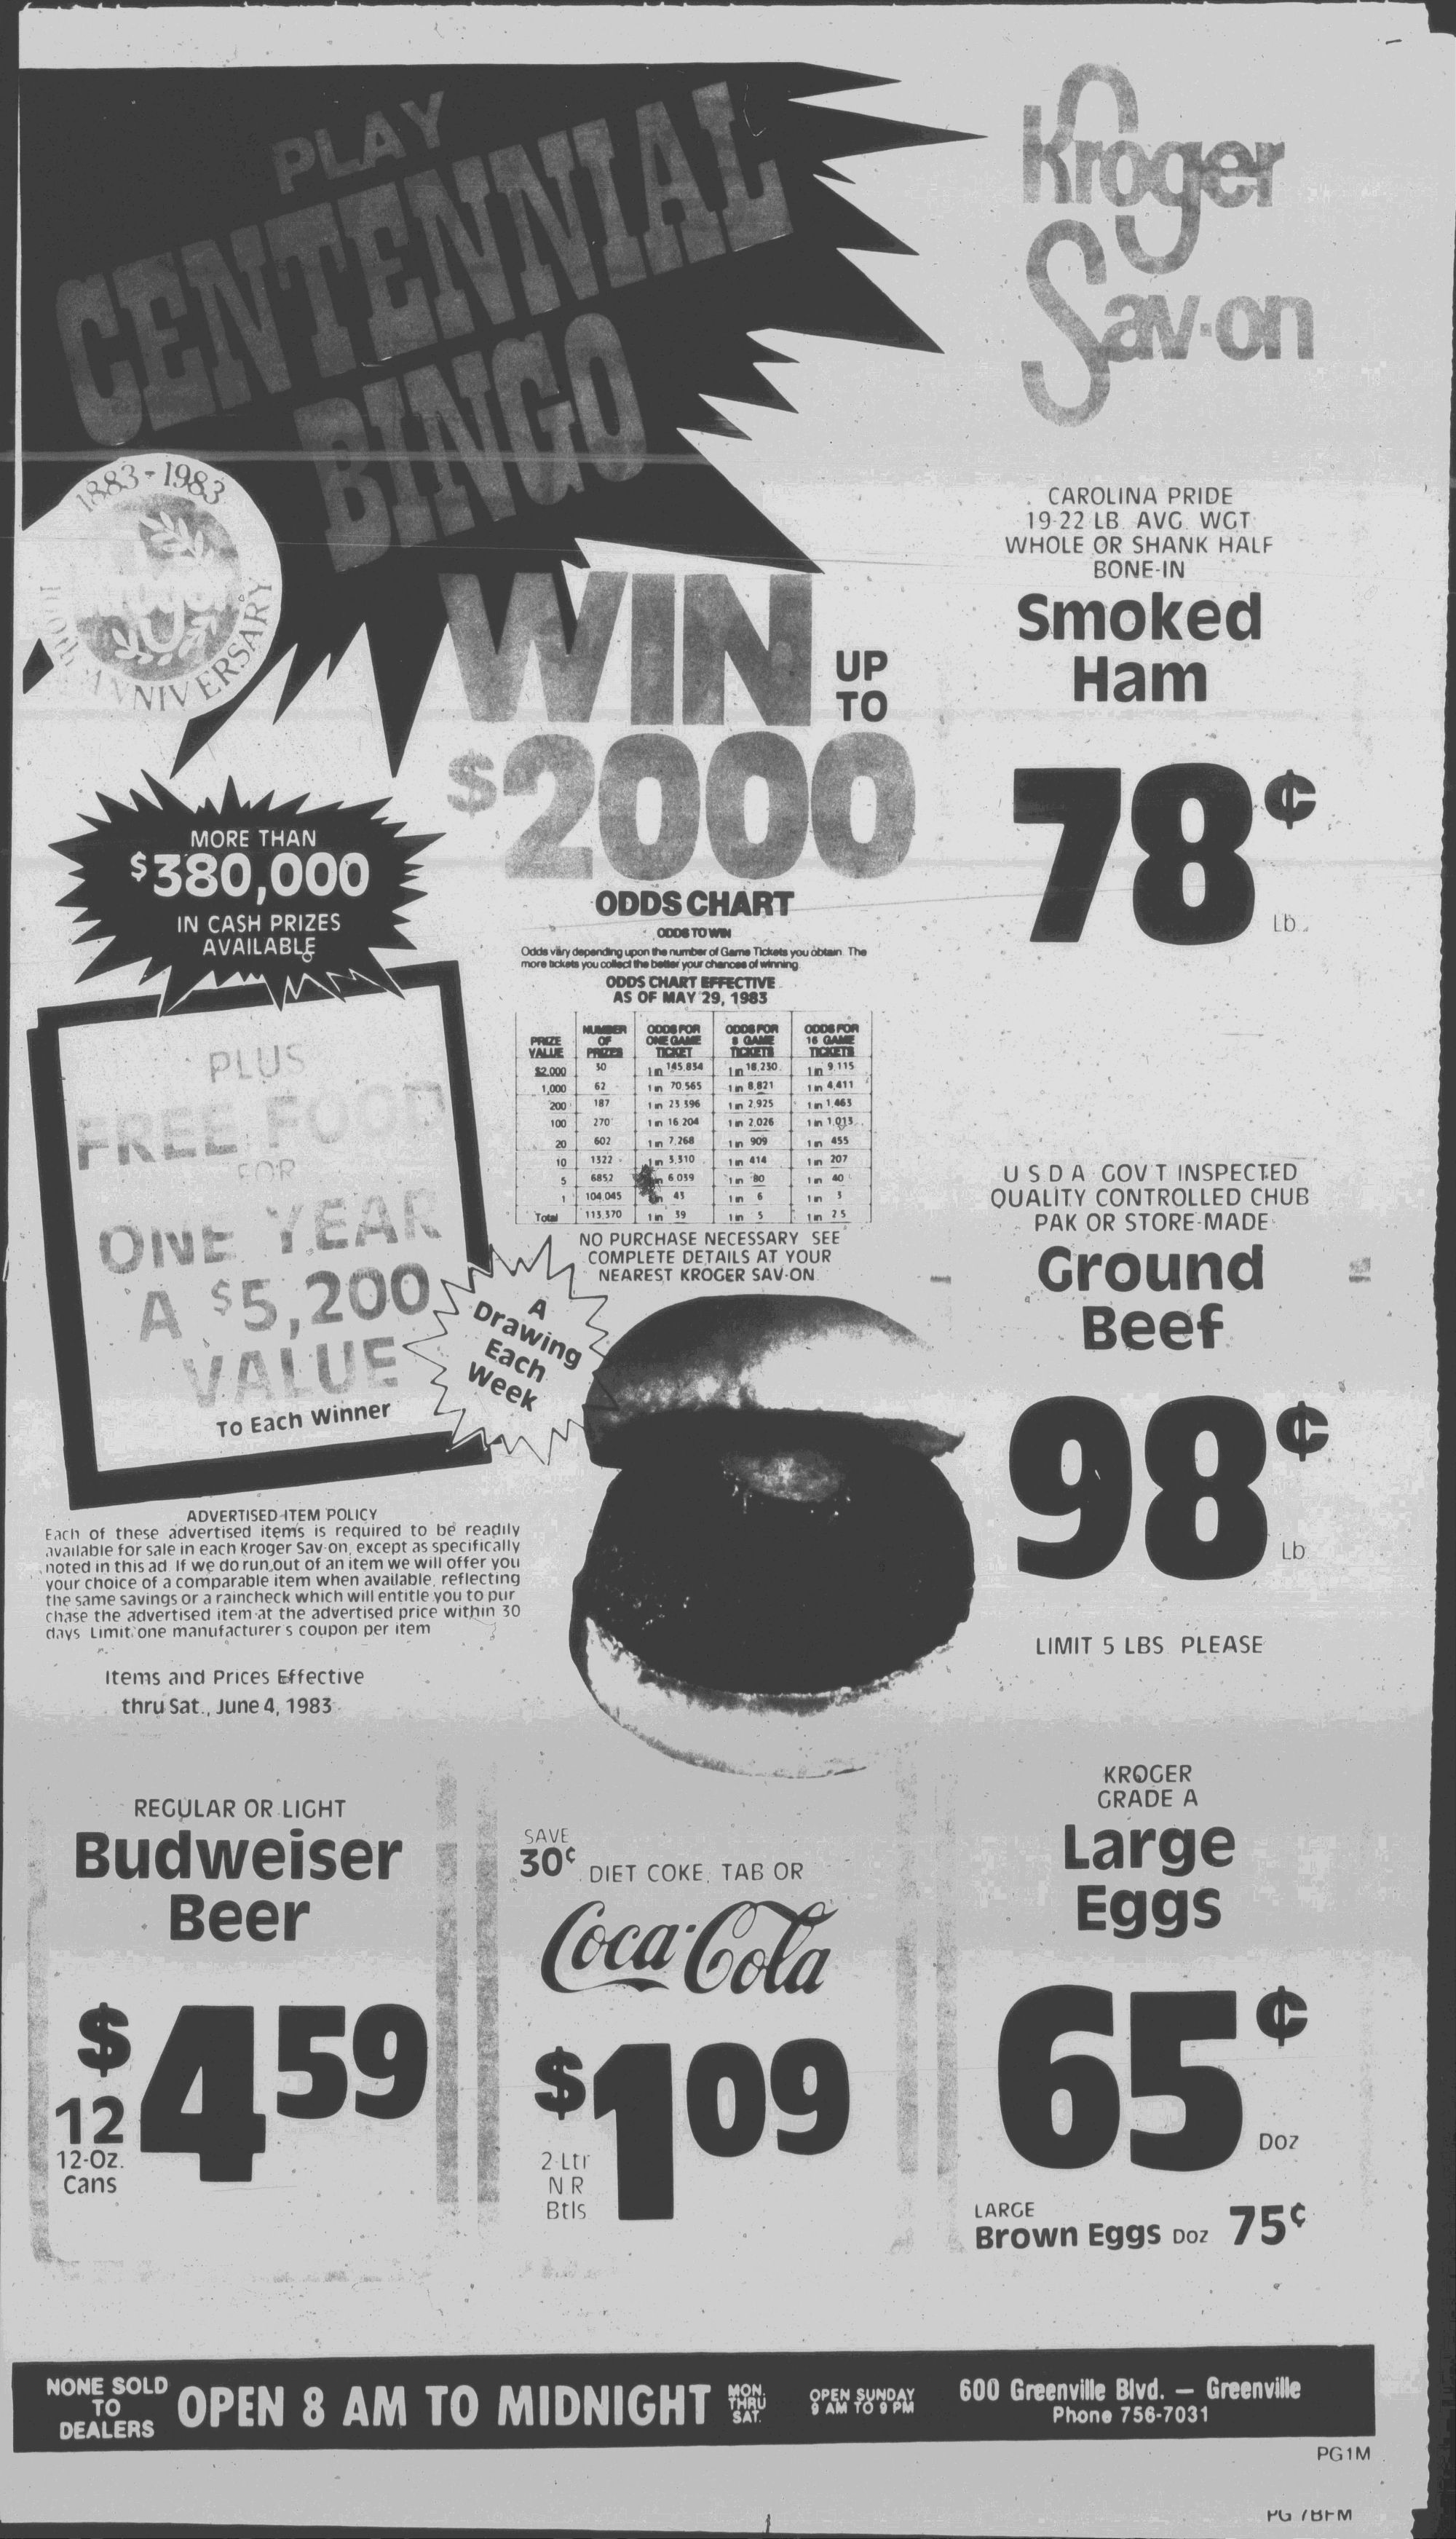 PLAY
CENTENNIAL
BINGO
Kroger
Sav-on
1883-1983
100th ANNIVERSARY
WIN
UP
TO
$2000
CAROLINA PRIDE
19-22 LB. AVG. WGT
WHOLE OR SHANK HALF
BONE-IN
Smoked
Ham
78¢
Lb.
MORE THAN
$380,000
IN CASH PRIZES
AVAILABLE
ODDS CHART
ODDS TO WIN
Odds vary depending upon the number of Game Tickets you obtain. The
more tickets you collect the better your chances of winning
ODDS CHART EFFECTIVE
AS OF MAY 29, 1983
PRIZE VALUE NUMBER OF PRIZES ODDS FOR ONE GAME TICKET ODDS FOR 8 GAME TICKETS ODDS FOR 16 GAME TICKETS
$2,000 30 1 in 145,834 1 in 18,230 1 in 9,115
1,000 62 1 in 70,565 1 in 8,821 1 in 4,411
200 187 1 in 23 396 1 in 2,925 1 in 1,463
100 270 1 in 16 204 1 in 2,026 1 in 1,013
20 602 1 in 7,268 1 in 909 1 in 455
10 1322 1 in 3,310 1 in 414 1 in 207
5 6852 in 6 039 1 in 80 1 in 40
1 104,045 in 43 1 in 6 1 in 3
Total 113,370 1 in 39 1 in 5 1 in 2 5
NO PURCHASE NECESSARY SEE
COMPLETE DETAILS AT YOUR
NEAREST KROGER SAV-ON
PLUS
FREE FOOD
FOR
ONE YEAR
A $5,200
VALUE
To Each Winner
A
Drawing
Each
Week
U S D A GOV T INSPECTED
QUALITY CONTROLLED CHUB
PAK OR STORE-MADE
Ground
Beef
98¢
Lb
LIMIT 5 LBS PLEASE
ADVERTISED ITEM POLICY
Each of these advertised items is required to be readily
available for sale in each Kroger Sav-on, except as specifically
noted in this ad If we do run out of an item we will offer you
your choice of a comparable item when available, reflecting
the same savings or a raincheck which will entitle you to pur
chase the advertised item at the advertised price within 30
days Limit one manufacturer s coupon per item
Items and Prices Effective
thru Sat., June 4, 1983
REGULAR OR LIGHT
Budweiser
Beer
$4 59
12
12-Oz.
Cans
SAVE
30¢ DIET COKE, TAB OR
Coca-Cola
$1 09
2-Ltr
N R
Btls
KROGER
GRADE A
Large
Eggs
65¢
Doz
LARGE
Brown Eggs Doz 75¢
NONE SOLD
TO
DEALERS
OPEN 8 AM TO MIDNIGHT
MON.
THRU
SAT.
OPEN SUNDAY
9 AM TO 9 PM
600 Greenville Blvd. — Greenville
Phone 756-7031
PG1M